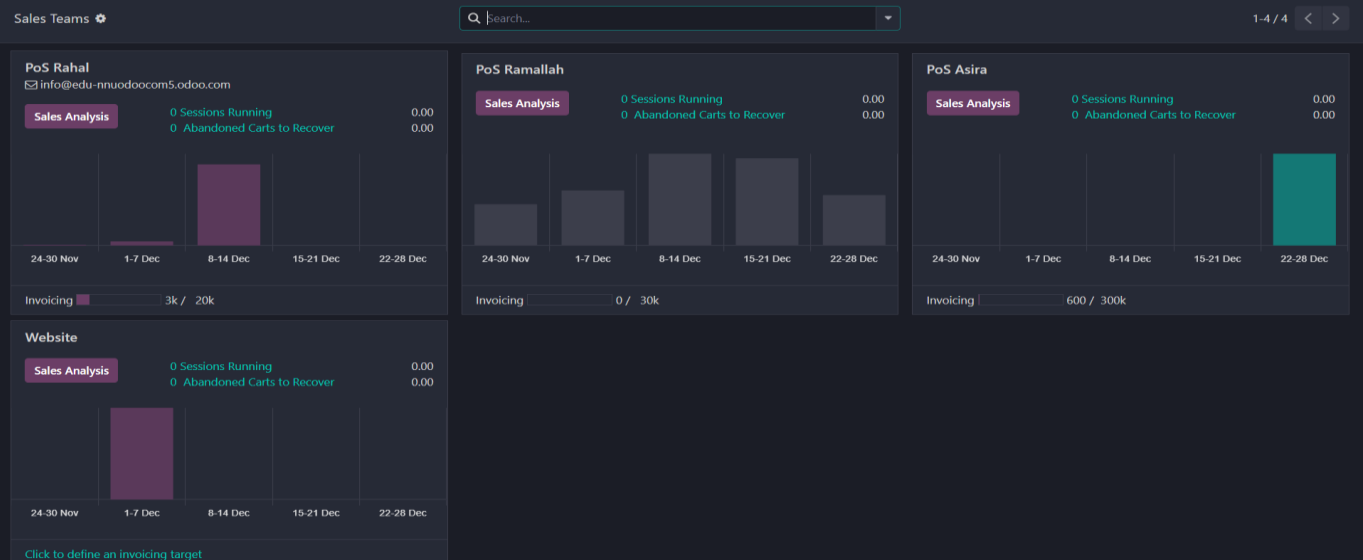 Sales Teams
Search...
1-4 / 4
PoS Rahal
info@edu-nnuodoocom5.odoo.com
Sales Analysis
0 Sessions Running 0.00
0 Abandoned Carts to Recover 0.00
24-30 Nov 1-7 Dec 8-14 Dec 15-21 Dec 22-28 Dec
Invoicing 3k / 20k
PoS Ramallah
Sales Analysis
0 Sessions Running 0.00
0 Abandoned Carts to Recover 0.00
24-30 Nov 1-7 Dec 8-14 Dec 15-21 Dec 22-28 Dec
Invoicing 0 / 30k
PoS Asira
Sales Analysis
0 Sessions Running 0.00
0 Abandoned Carts to Recover 0.00
24-30 Nov 1-7 Dec 8-14 Dec 15-21 Dec 22-28 Dec
Invoicing 600 / 300k
Website
Sales Analysis
0 Sessions Running 0.00
0 Abandoned Carts to Recover 0.00
24-30 Nov 1-7 Dec 8-14 Dec 15-21 Dec 22-28 Dec
Click to define an invoicing target